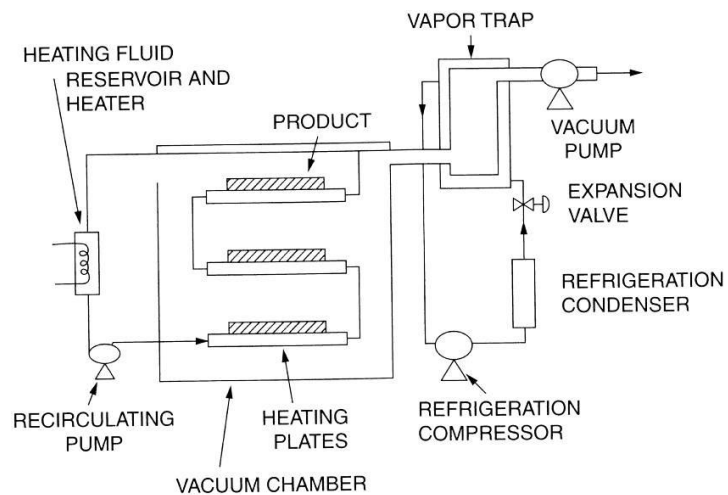 VAPOR TRAP
HEATING FLUID
RESERVOIR AND
HEATER
PRODUCT
VACUUM
PUMP
EXPANSION
VALVE
REFRIGERATION
CONDENSER
RECIRCULATING
PUMP
HEATING
PLATES
REFRIGERATION
COMPRESSOR
VACUUM CHAMBER